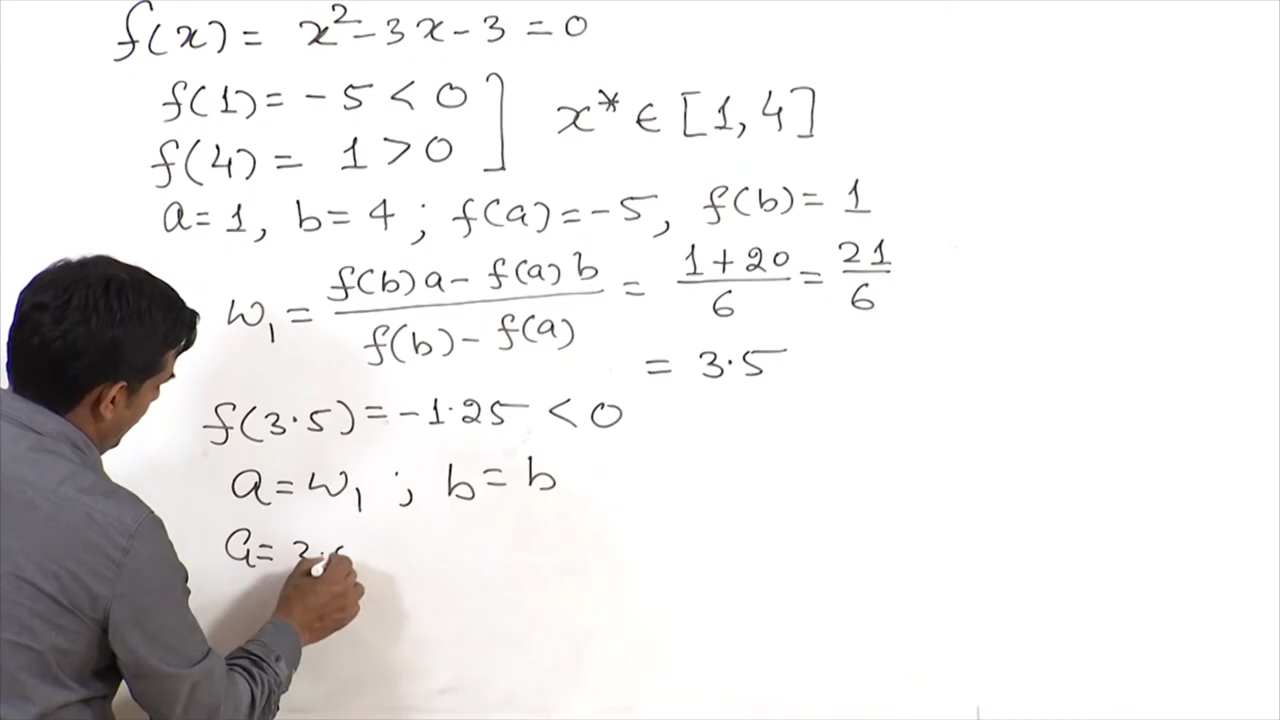 f(x) = x² - 3x - 3 = 0
f(1) = -5 < 0 ] x* ∈ [1, 4]
f(4) = 1 > 0
a = 1, b = 4 ; f(a) = -5, f(b) = 1
w₁ = (f(b)a - f(a)b) / (f(b) - f(a)) = (1 + 20) / 6 = 21 / 6
= 3.5
f(3.5) = -1.25 < 0
a = w₁ ; b = b
a = 3.